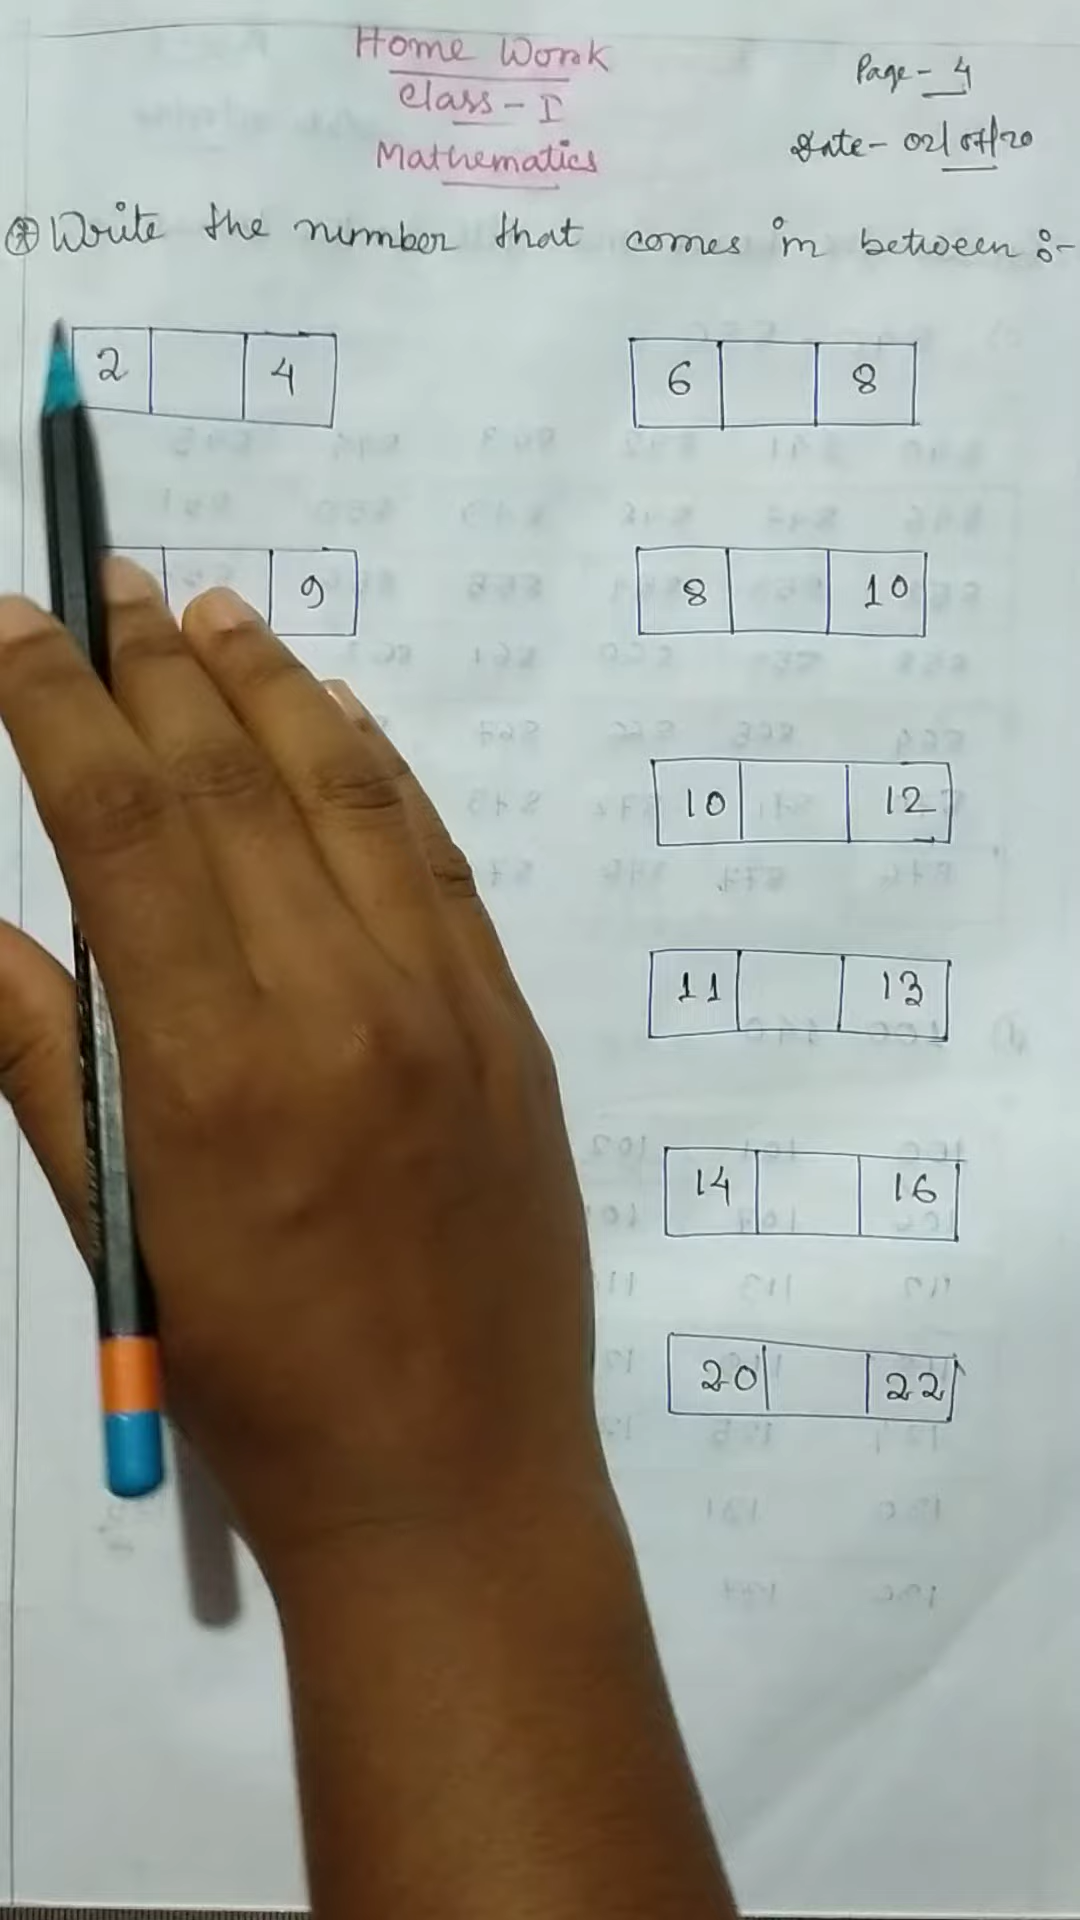 Home Work
Class - I
Mathematics
Page - 4
Date - 02/07/20
Write the number that comes in between :-
2 4
6 8
9
8 10
10 12
11 13
14 16
20 22